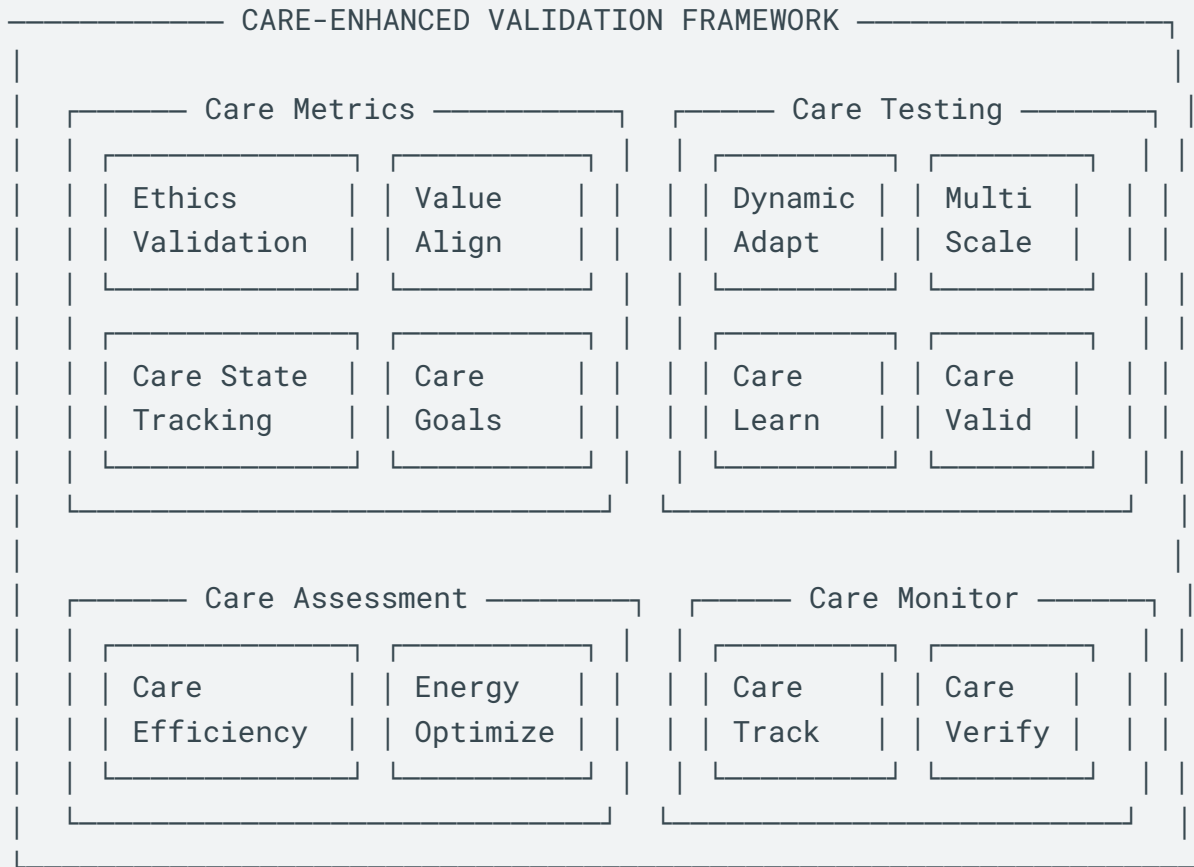 CARE-ENHANCED VALIDATION FRAMEWORK
Care Metrics Care Testing
Ethics Value Dynamic Multi
Validation Align Adapt Scale
Care State Care Care Care
Tracking Goals Learn Valid
Care Assessment Care Monitor
Care Energy Care Care
Efficiency Optimize Track Verify